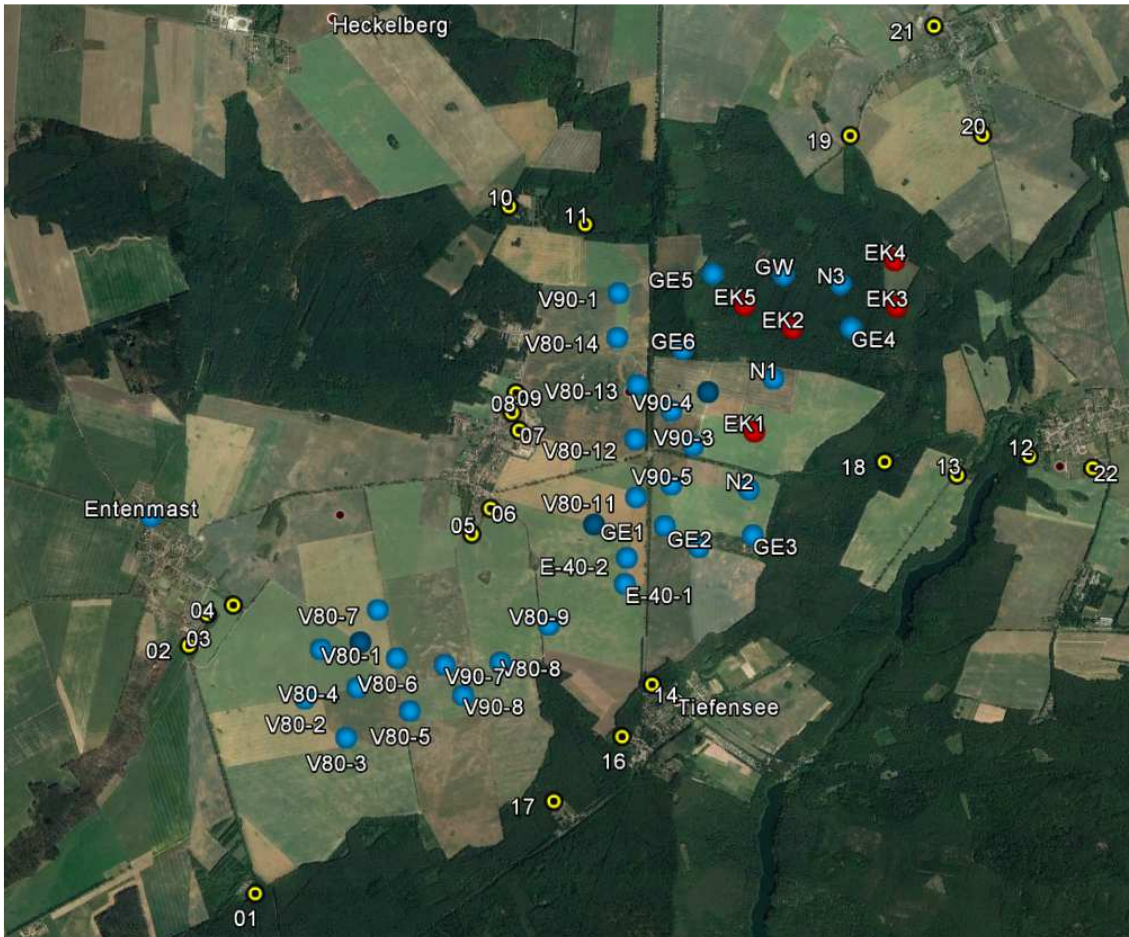 Heckelberg
21
19
20
10
11
EK4
GE5
GW
N3
V90-1
EK5
EK3
EK2
V80-14
GE4
GE6
N1
V80-13
09
08
V90-4
EK1
07
V90-3
V80-12
12
18
13
22
V90-5
N2
V80-11
Entenmast
06
05
GE1
GE2
GE3
E-40-2
E-40-1
04
V80-7
V80-9
03
02
V80-1
V80-8
V90-7
V80-6
V80-4
V90-8
14
Tiefensee
V80-2
V80-5
16
V80-3
17
01